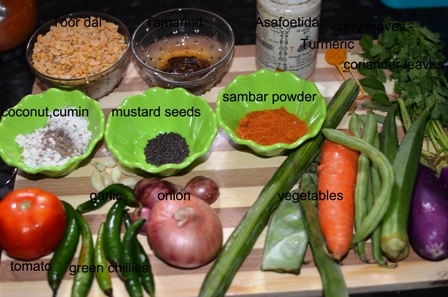 Toor dal
Tamarind
Asafoetida
curry leaves
Turmeric
coriander leaves
coconut,cumin
mustard seeds
sambar powder
garlic
onion
vegetables
tomato
green chillies